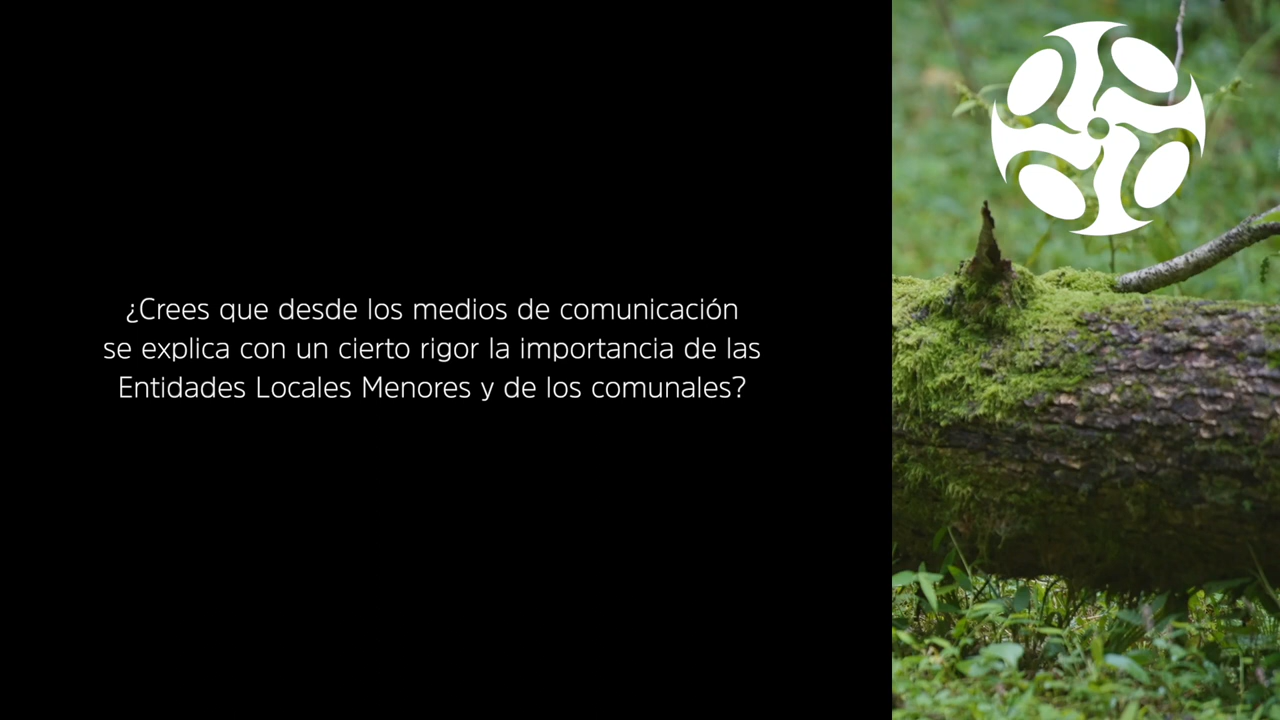 ¿Crees que desde los medios de comunicación
se explica con un cierto rigor la importancia de las
Entidades Locales Menores y de los comunales?